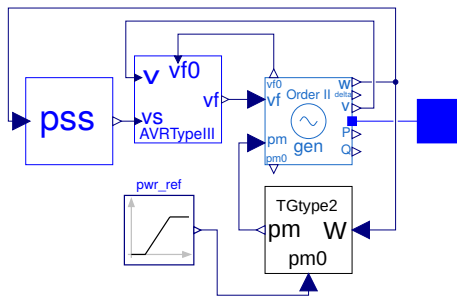 pss
v
vf0
vs
vf
AVRTypeIII
vf0
Order II
w
delta
vf
v
pm
gen
P
pm0
Q
pwr_ref
TGtype2
pm
W
pm0